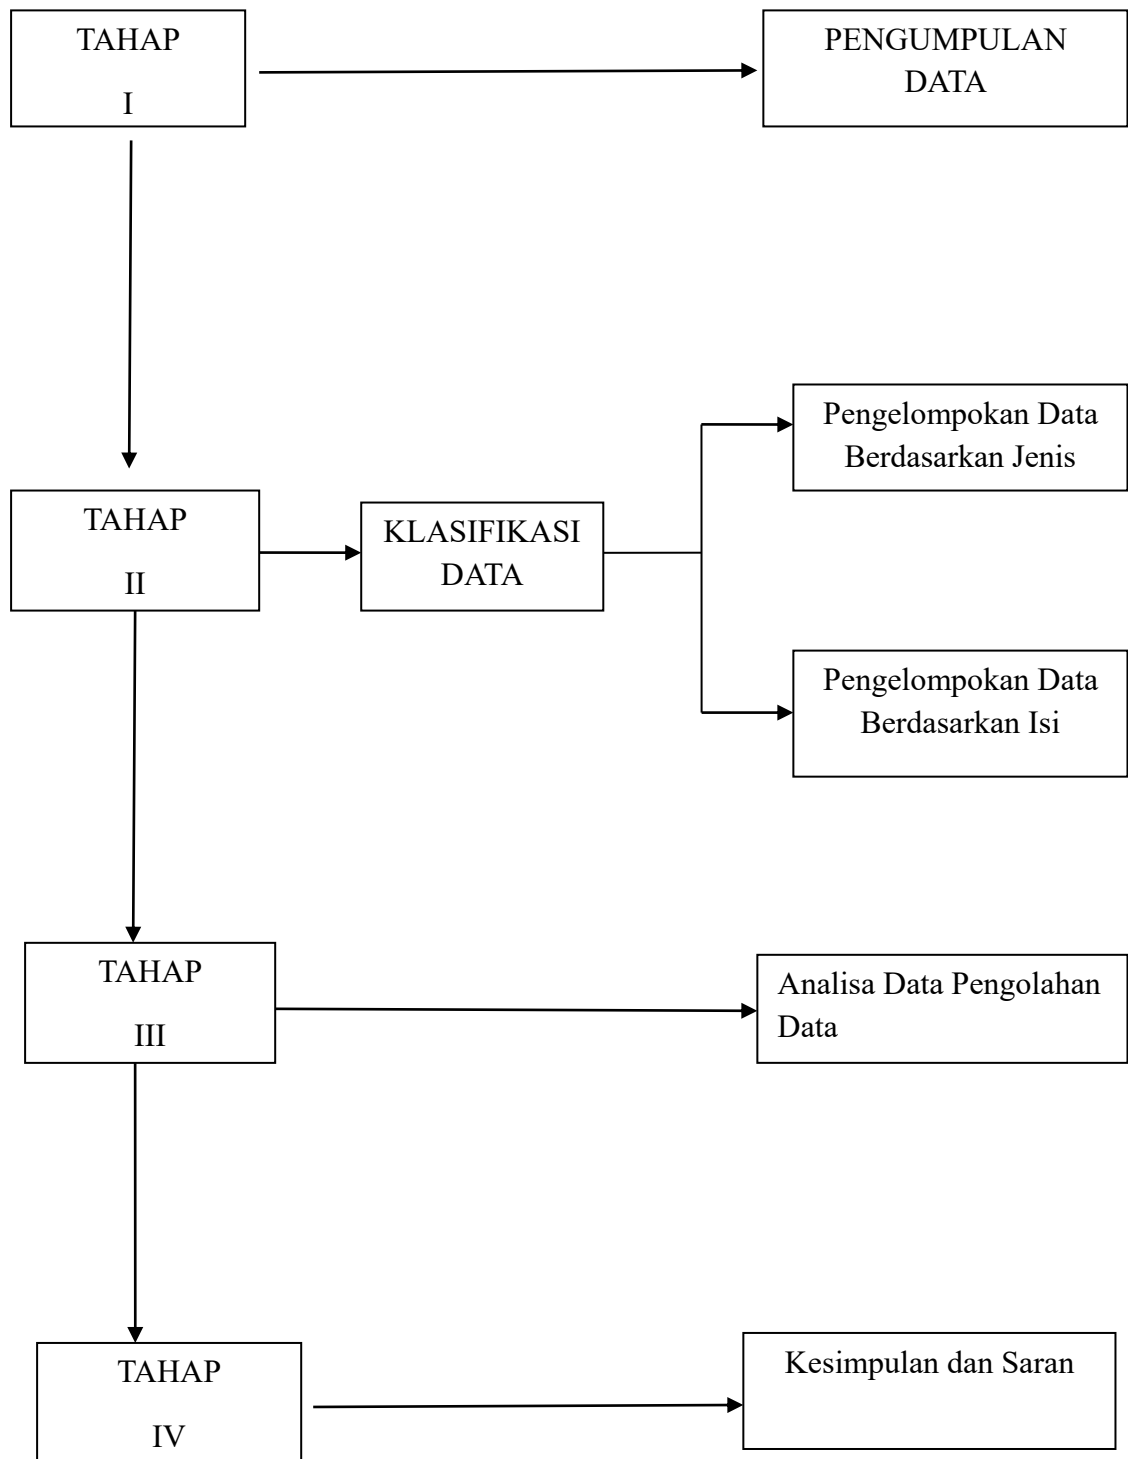 TAHAP
I
PENGUMPULAN
DATA
Pengelompokan Data
Berdasarkan Jenis
TAHAP
II
KLASIFIKASI
DATA
Pengelompokan Data
Berdasarkan Isi
TAHAP
III
Analisa Data Pengolahan
Data
TAHAP
IV
Kesimpulan dan Saran